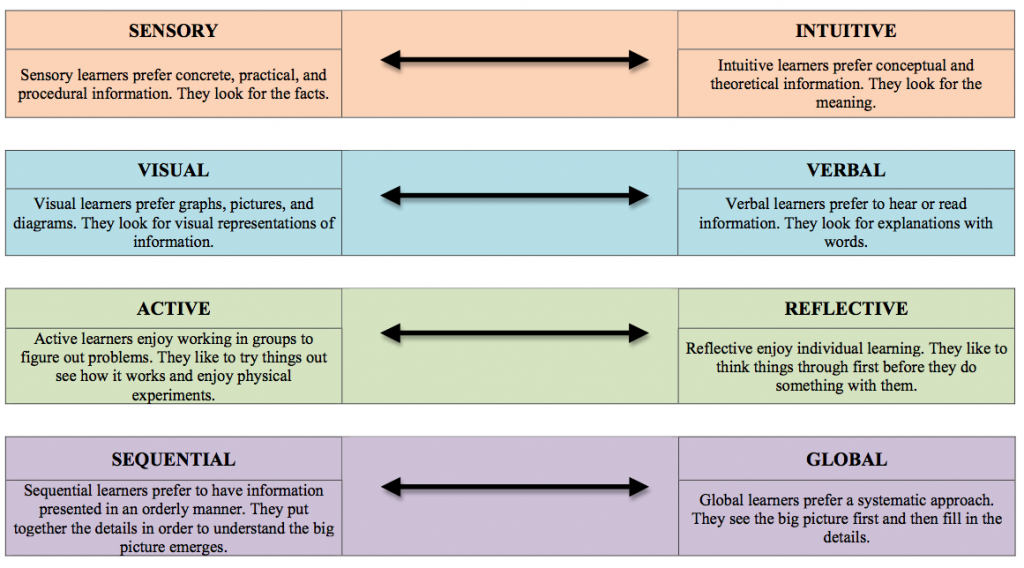 SENSORY
Sensory learners prefer concrete, practical, and
procedural information. They look for the facts.
INTUITIVE
Intuitive learners prefer conceptual and
theoretical information. They look for the
meaning.
VISUAL
Visual learners prefer graphs, pictures, and
diagrams. They look for visual representations of
information.
VERBAL
Verbal learners prefer to hear or read
information. They look for explanations with
words.
ACTIVE
Active learners enjoy working in groups to
figure out problems. They like to try things out
see how it works and enjoy physical
experiments.
REFLECTIVE
Reflective enjoy individual learning. They like to
think things through first before they do
something with them.
SEQUENTIAL
Sequential learners prefer to have information
presented in an orderly manner. They put
together the details in order to understand the big
picture emerges.
GLOBAL
Global learners prefer a systematic approach.
They see the big picture first and then fill in the
details.